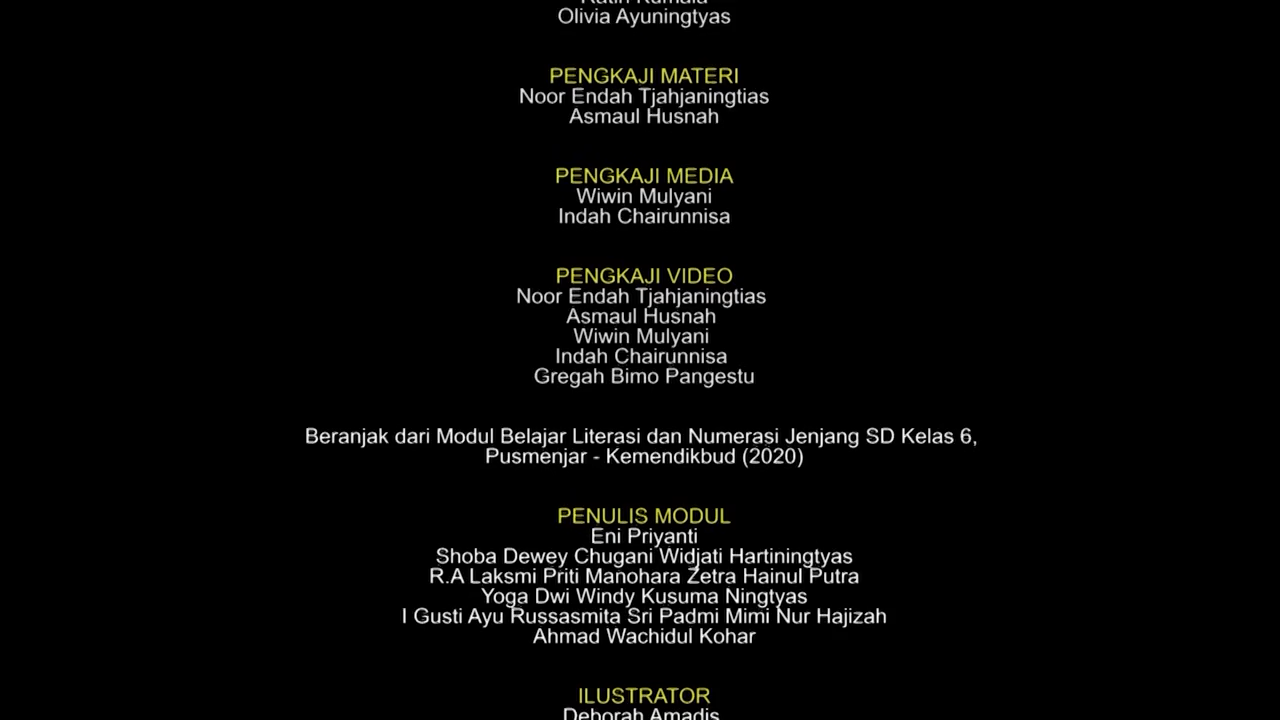 Olivia Ayuningtyas
PENGKAJI MATERI
Noor Endah Tjahjaningtias
Asmaul Husnah
PENGKAJI MEDIA
Wiwin Mulyani
Indah Chairunnisa
PENGKAJI VIDEO
Noor Endah Tjahjaningtias
Asmaul Husnah
Wiwin Mulyani
Indah Chairunnisa
Gregah Bimo Pangestu
Beranjak dari Modul Belajar Literasi dan Numerasi Jenjang SD Kelas 6,
Pusmenjar - Kemendikbud (2020)
PENULIS MODUL
Eni Priyanti
Shoba Dewey Chugani Widjati Hartiningtyas
R.A Laksmi Priti Manohara Zetra Hainul Putra
Yoga Dwi Windy Kusuma Ningtyas
I Gusti Ayu Russasmita Sri Padmi Mimi Nur Hajizah
Ahmad Wachidul Kohar
ILUSTRATOR
Deborah Amadis